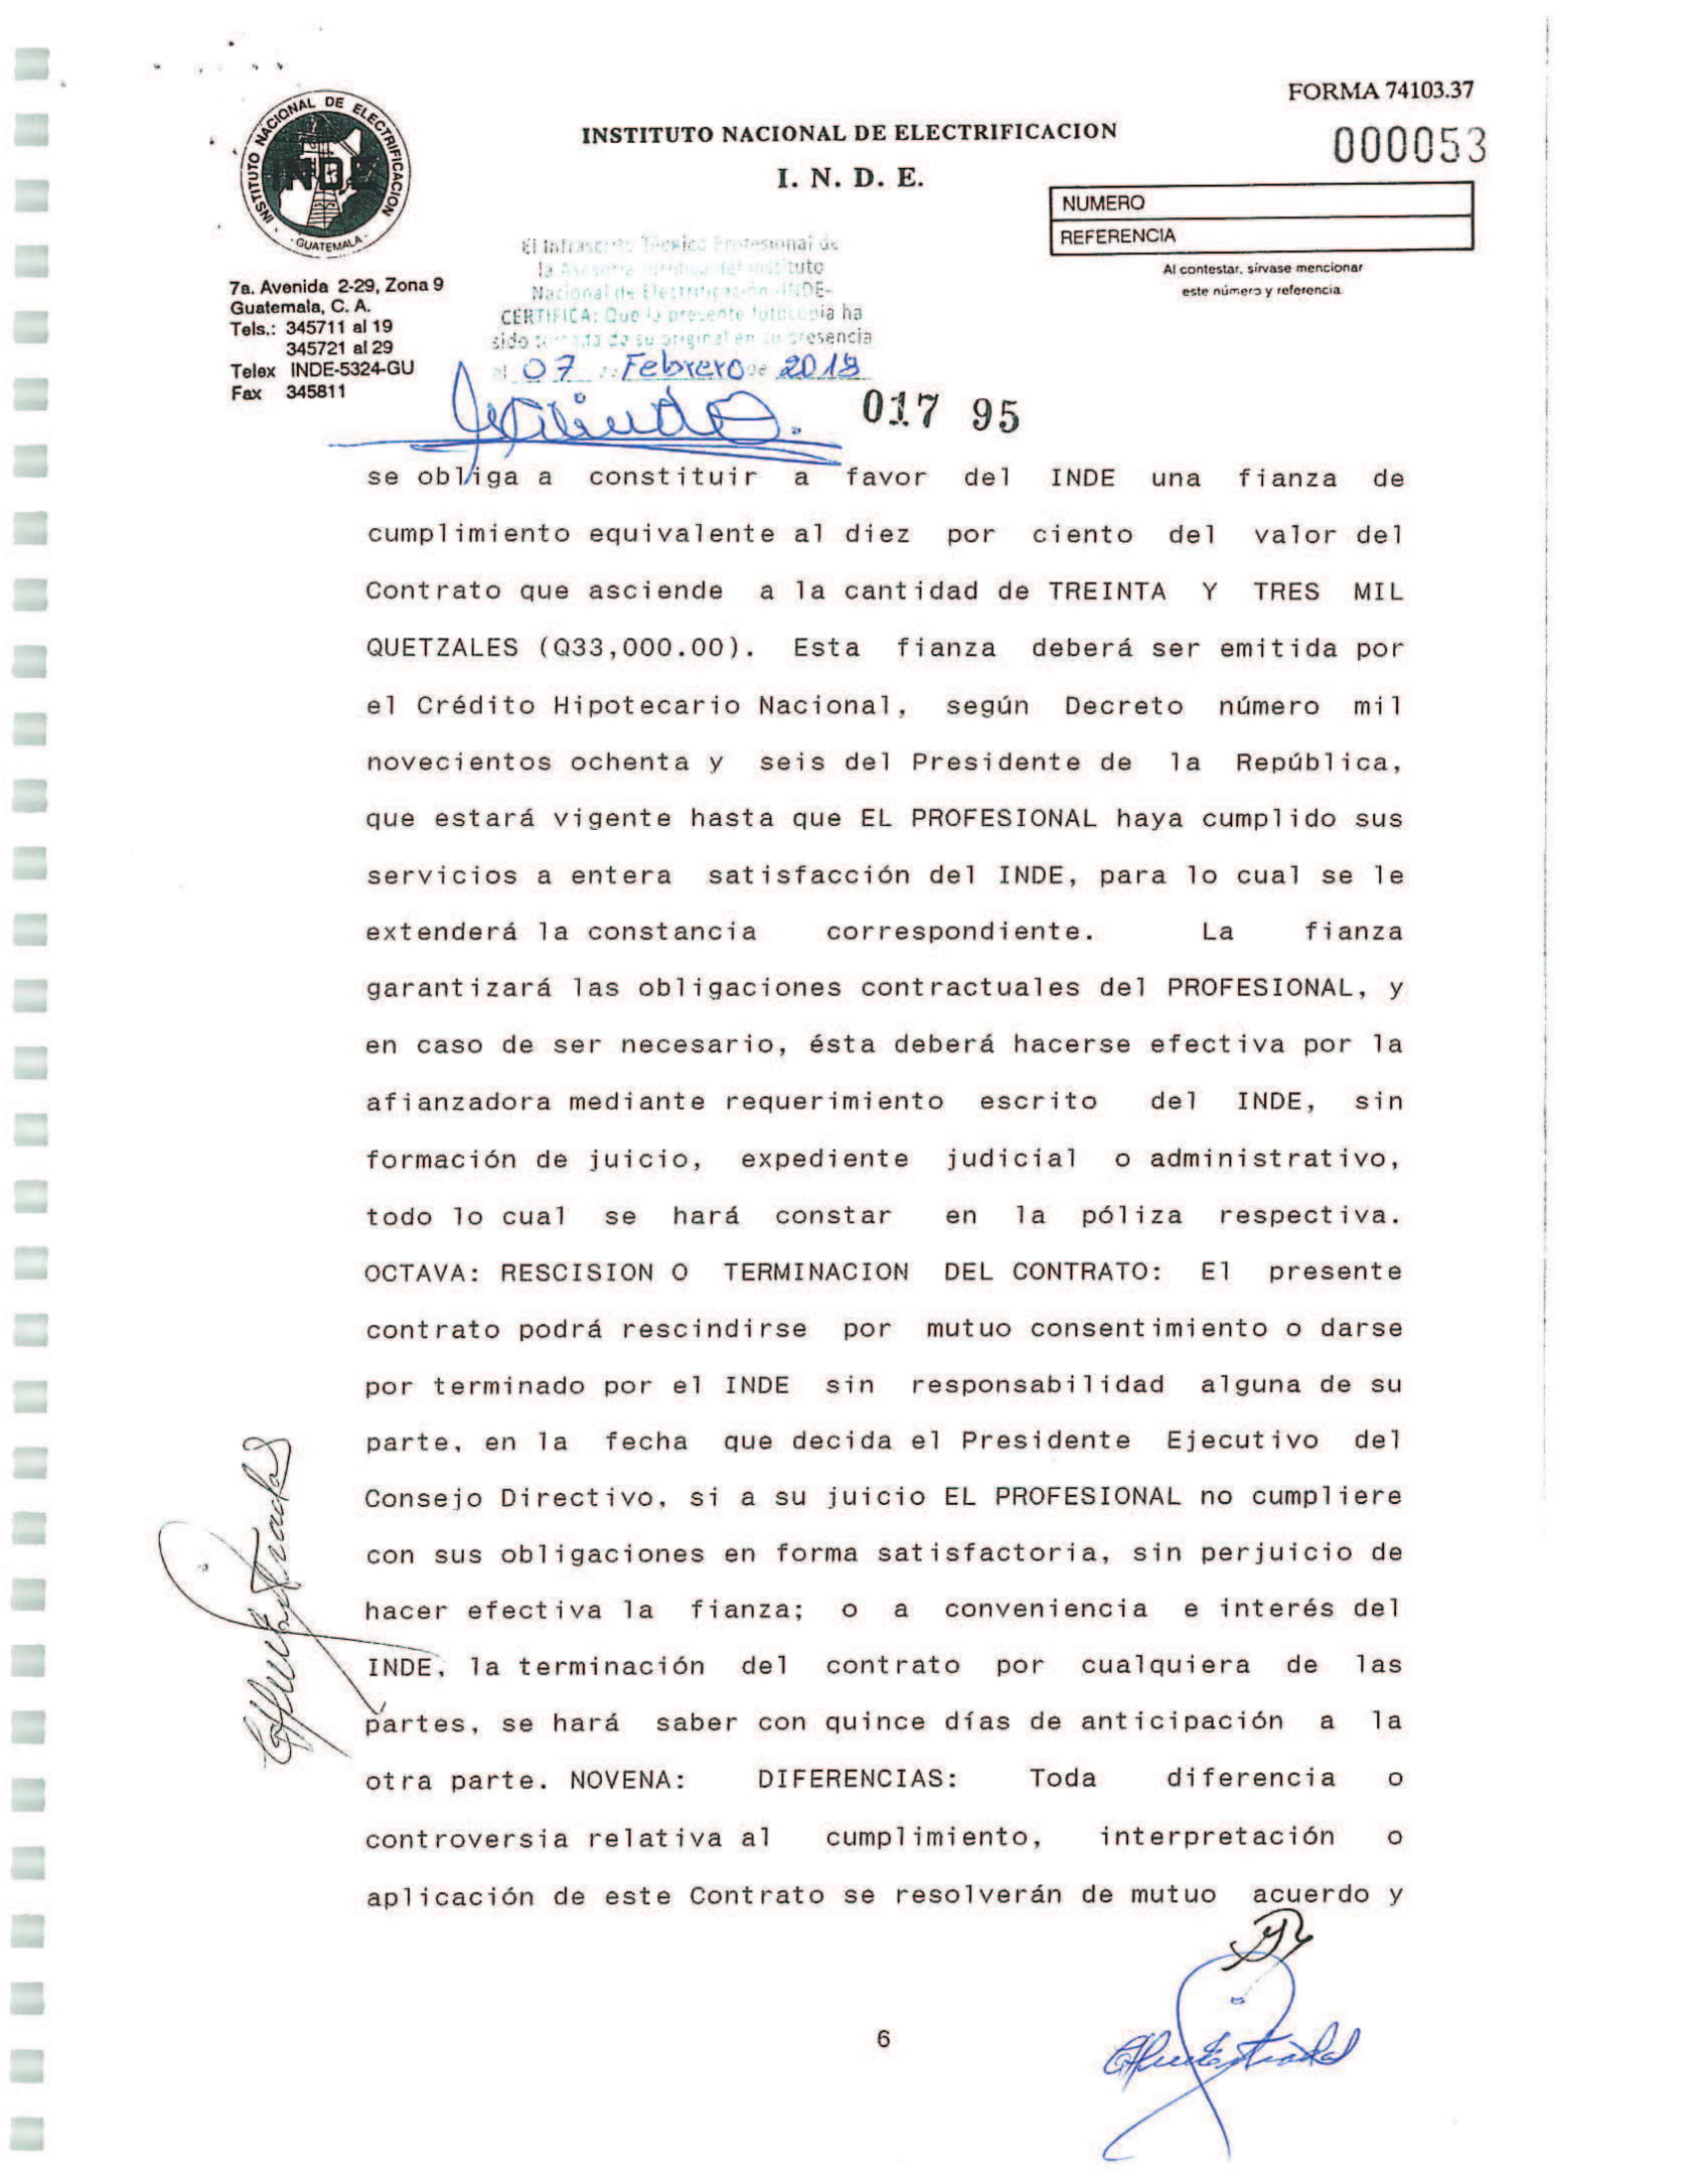 FORMA 74103.37
INSTITUTO NACIONAL DE ELECTRIFICACION
I. N. D. E.
000053
NUMERO
REFERENCIA
Al contestar, sírvase mencionar
este número y referencia
INSTITUTO NACIONAL DE ELECTRIFICACION
INDE
GUATEMALA
7a. Avenida 2-29, Zona 9
Guatemala, C. A.
Tels.: 345711 al 19
345721 al 29
Telex INDE-5324-GU
Fax 345811
El Infrascrito Técnico Profesional de
la Asesoría Jurídica del Instituto
Nacional de Electrificación -INDE-
CERTIFICA: Que la presente fotocopia ha
sido tomada de su original en su presencia
el 07 de Febrero de 2018
017 95
se obliga a constituir a favor del INDE una fianza de
cumplimiento equivalente al diez por ciento del valor del
Contrato que asciende a la cantidad de TREINTA Y TRES MIL
QUETZALES (Q33,000.00). Esta fianza deberá ser emitida por
el Crédito Hipotecario Nacional, según Decreto número mil
novecientos ochenta y seis del Presidente de la República,
que estará vigente hasta que EL PROFESIONAL haya cumplido sus
servicios a entera satisfacción del INDE, para lo cual se le
extenderá la constancia correspondiente. La fianza
garantizará las obligaciones contractuales del PROFESIONAL, y
en caso de ser necesario, ésta deberá hacerse efectiva por la
afianzadora mediante requerimiento escrito del INDE, sin
formación de juicio, expediente judicial o administrativo,
todo lo cual se hará constar en la póliza respectiva.
OCTAVA: RESCISION O TERMINACION DEL CONTRATO: El presente
contrato podrá rescindirse por mutuo consentimiento o darse
por terminado por el INDE sin responsabilidad alguna de su
parte, en la fecha que decida el Presidente Ejecutivo del
Consejo Directivo, si a su juicio EL PROFESIONAL no cumpliere
con sus obligaciones en forma satisfactoria, sin perjuicio de
hacer efectiva la fianza; o a conveniencia e interés del
INDE, la terminación del contrato por cualquiera de las
partes, se hará saber con quince días de anticipación a la
otra parte. NOVENA: DIFERENCIAS: Toda diferencia o
controversia relativa al cumplimiento, interpretación o
aplicación de este Contrato se resolverán de mutuo acuerdo y
6